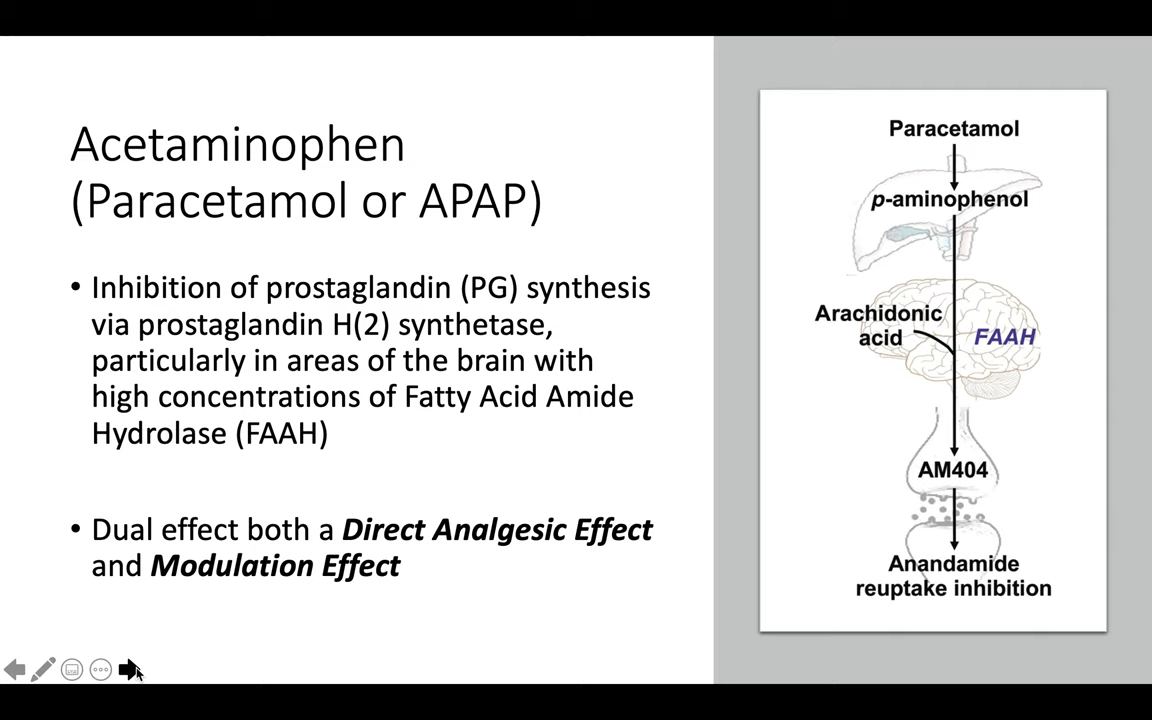 Acetaminophen
(Paracetamol or APAP)
• Inhibition of prostaglandin (PG) synthesis
via prostaglandin H(2) synthetase,
particularly in areas of the brain with
high concentrations of Fatty Acid Amide
Hydrolase (FAAH)
• Dual effect both a Direct Analgesic Effect
and Modulation Effect
Paracetamol
p-aminophenol
Arachidonic
acid
FAAH
AM404
Anandamide
reuptake inhibition